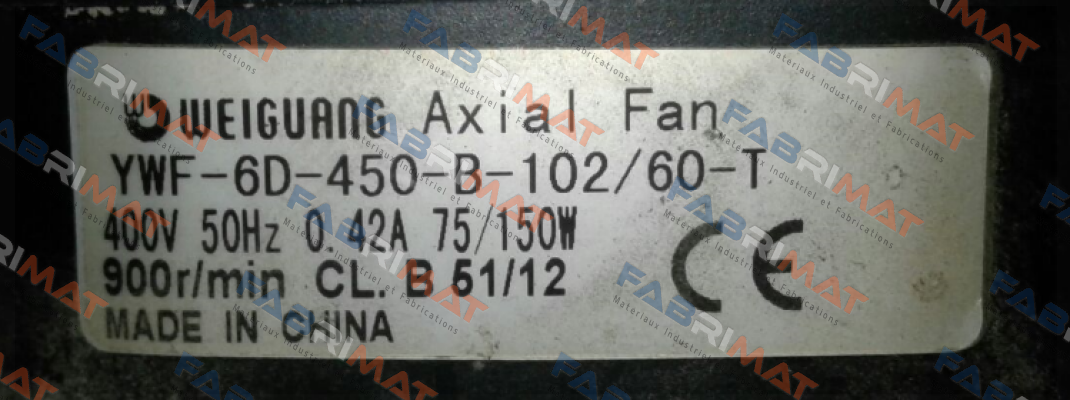 WEIGUANG Axial Fan
YWF-6D-450-B-102/60-T
400V 50Hz 0.42A 75/150W
900r/min CL. B 51/12
MADE IN CHINA
CE
FABRIMAT
Materiaux Industriel et Fabrications